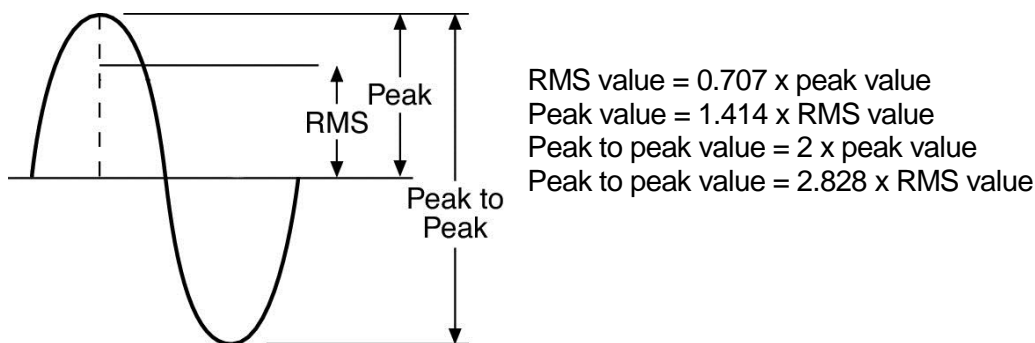 Peak
RMS
Peak to
Peak
RMS value = 0.707 x peak value
Peak value = 1.414 x RMS value
Peak to peak value = 2 x peak value
Peak to peak value = 2.828 x RMS value